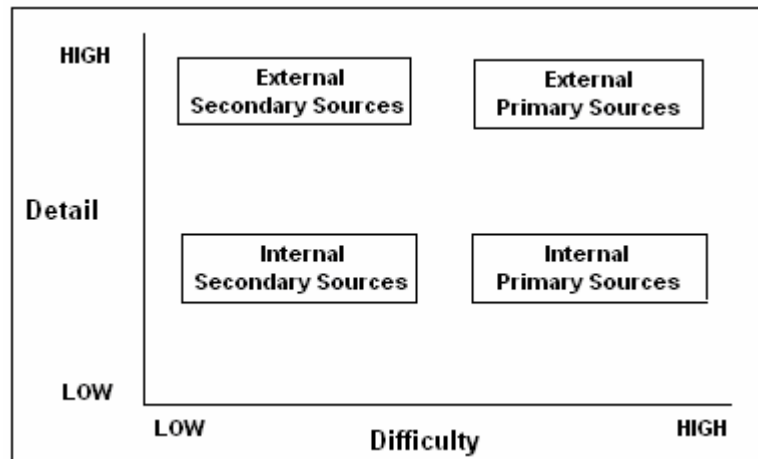 HIGH
External
Secondary Sources
External
Primary Sources
Detail
Internal
Secondary Sources
Internal
Primary Sources
LOW
LOW
Difficulty
HIGH